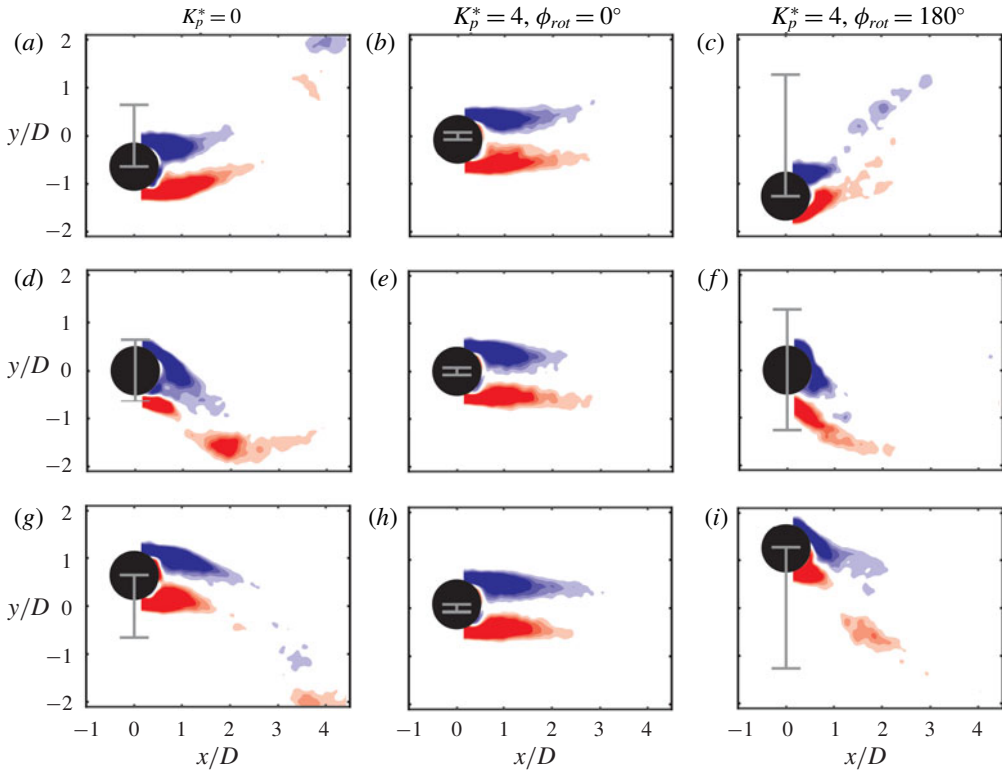 K*p = 0 K*p = 4, ϕrot = 0° K*p = 4, ϕrot = 180°
(a) (b) (c)
2
1
y/D 0
−1
−2
(d) (e) (f)
2
1
y/D 0
−1
−2
(g) (h) (i)
2
1
y/D 0
−1
−2
−1 0 1 2 3 4 −1 0 1 2 3 4 −1 0 1 2 3 4
x/D x/D x/D